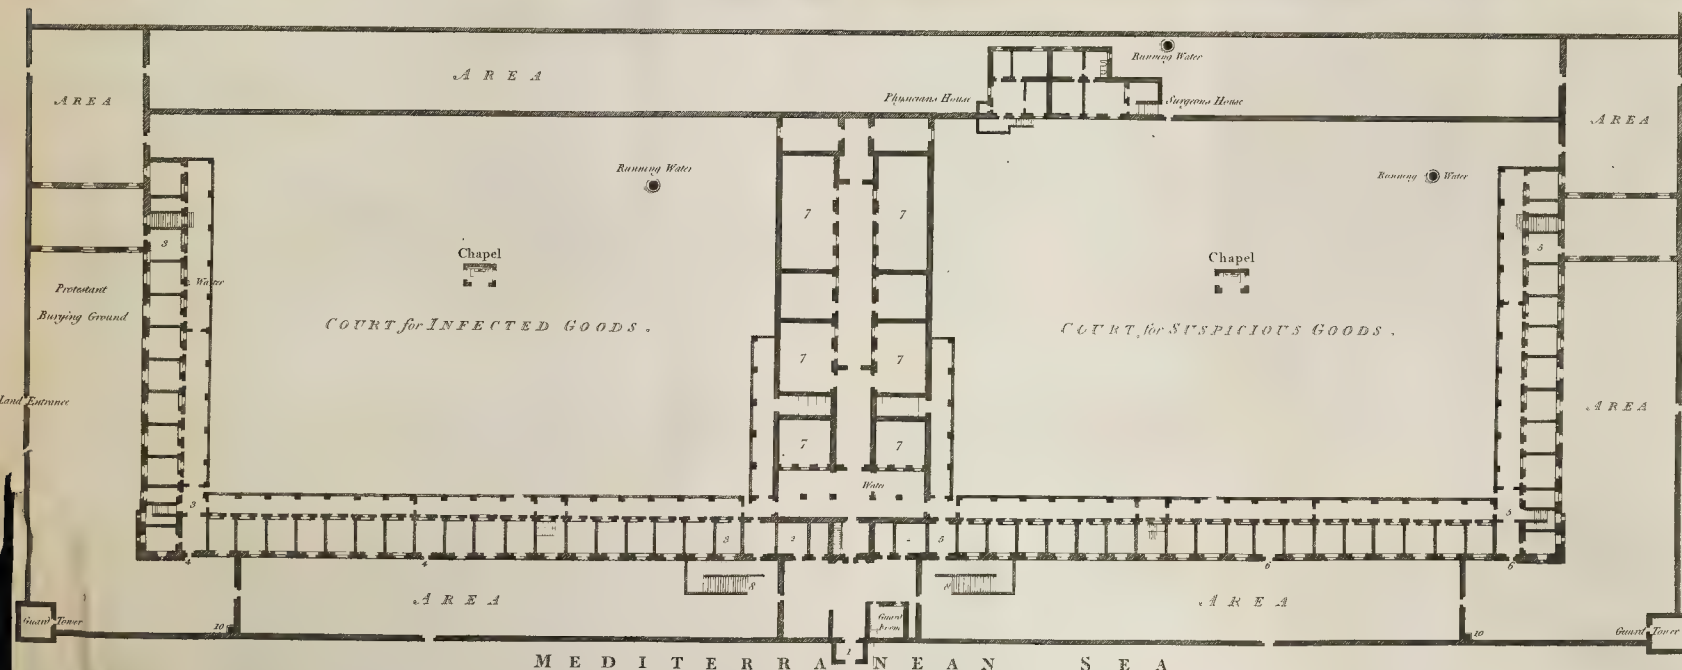 AREA
Running Water
AREA
Physicians House
Surgeons House
AREA
Running Water
Running Water
7
7
3
5
Chapel
Chapel
Water
Protestant
Burying Ground
COURT for INFECTED GOODS.
COURT for SUSPICIOUS GOODS.
7
7
Land Entrance
AREA
7
7
Water
3
5
3
2
5
4
4
6
6
8
8
AREA
AREA
Guard Tower
10
Guard
Room
10
Guard Tower
1
MEDITERRANEAN SEA